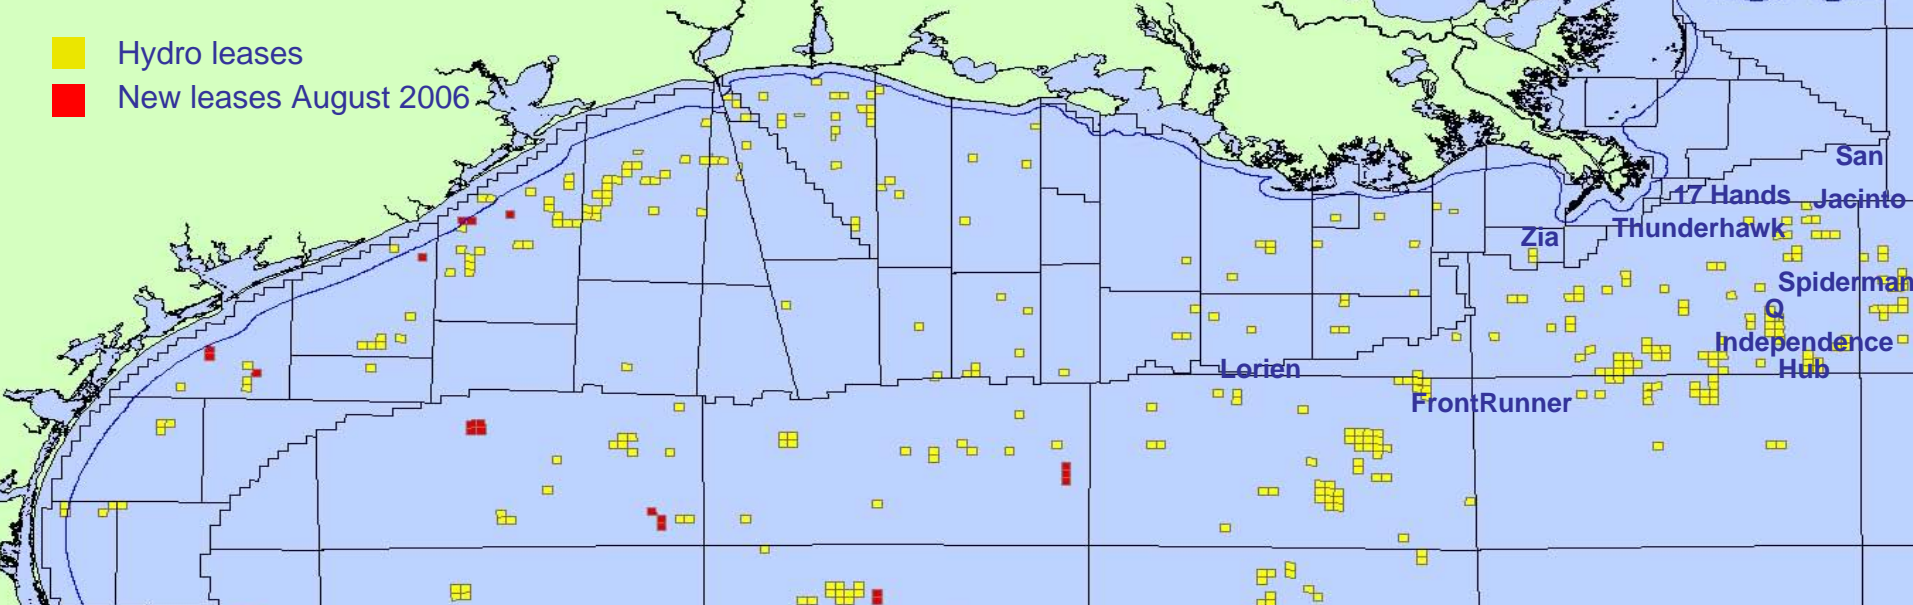 Hydro leases
New leases August 2006
San
17 Hands
Jacinto
Thunderhawk
Zia
Spiderman
Q
Independence
Hub
Lorien
FrontRunner